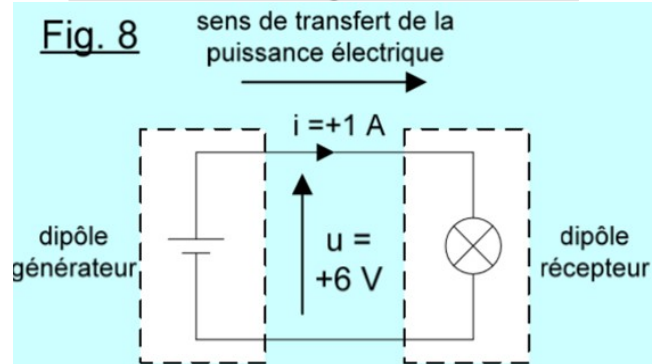 Fig. 8
sens de transfert de la
puissance électrique
i =+1 A
dipôle
générateur
u =
+6 V
dipôle
récepteur